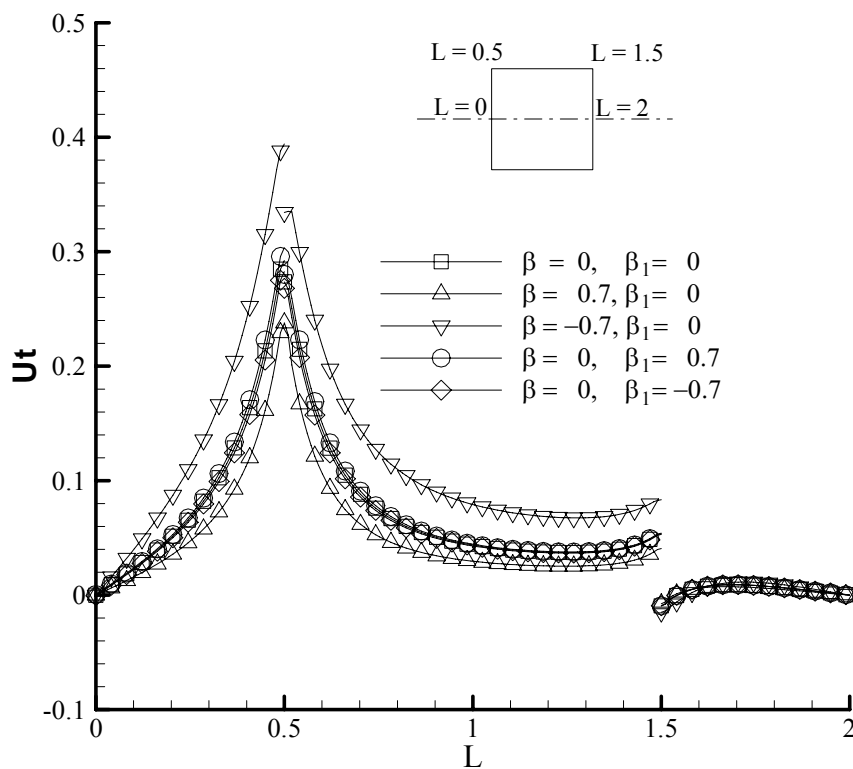 0.5
0.4
0.3
0.2
0.1
0
-0.1
Ut
0
0.5
1
1.5
2
L
L = 0.5
L = 1.5
L = 0
L = 2
β = 0, β₁= 0
β = 0.7, β₁= 0
β = −0.7, β₁= 0
β = 0, β₁= 0.7
β = 0, β₁= −0.7